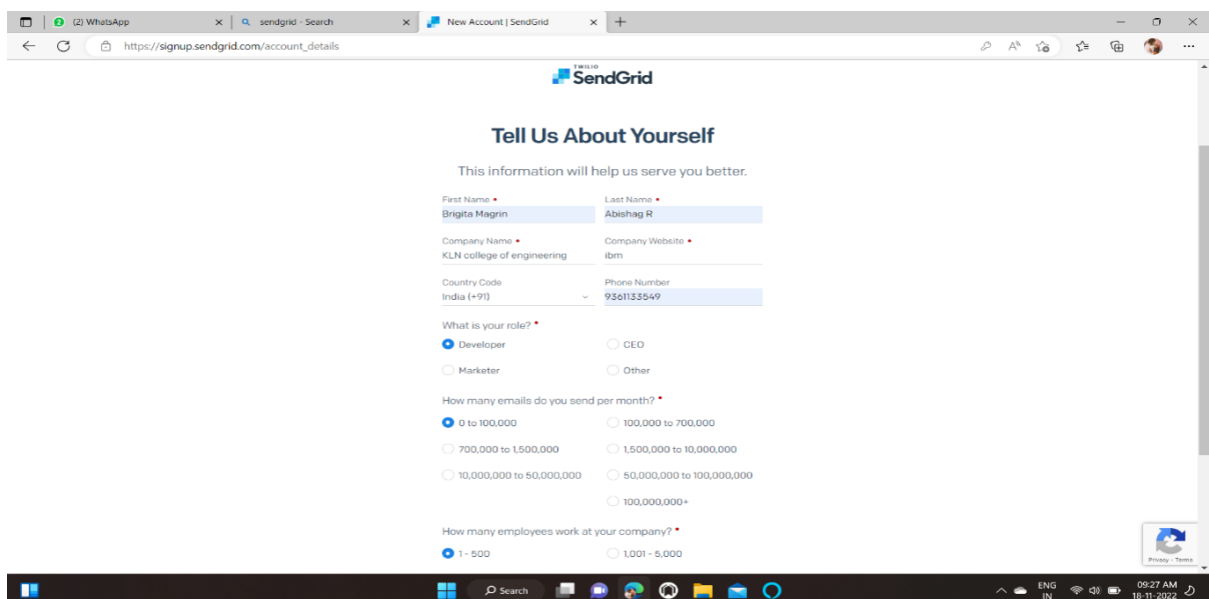 (2) WhatsApp
sendgrid - Search
New Account | SendGrid
https://signup.sendgrid.com/account_details
TWILIO
SendGrid
Tell Us About Yourself
This information will help us serve you better.
First Name • Last Name •
Brigita Magrin Abishag R
Company Name • Company Website •
KLN college of engineering ibm
Country Code Phone Number
India (+91) 9361133549
What is your role? •
Developer CEO
Marketer Other
How many emails do you send per month? •
0 to 100,000 100,000 to 700,000
700,000 to 1,500,000 1,500,000 to 10,000,000
10,000,000 to 50,000,000 50,000,000 to 100,000,000
100,000,000+
How many employees work at your company? •
1 - 500 1,001 - 5,000
Privacy - Terms
Search
ENG
IN
09:27 AM
18-11-2022